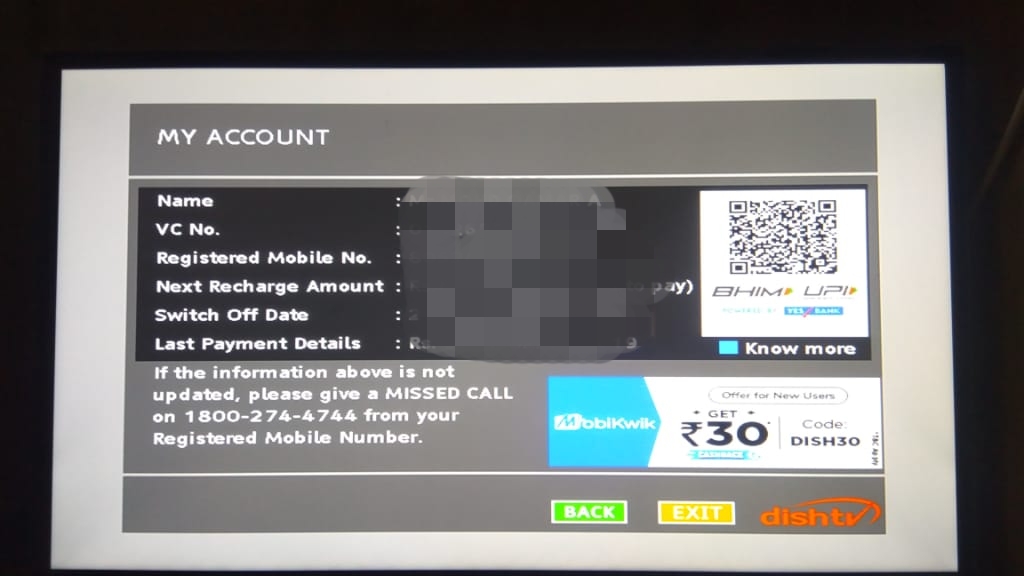 MY ACCOUNT
Name :
VC No. :
Registered Mobile No. :
Next Recharge Amount : pay)
Switch Off Date :
Last Payment Details : 9
BHIM UPI
POWERED BY YES BANK
Know more
If the information above is not
updated, please give a MISSED CALL
on 1800-274-4744 from your
Registered Mobile Number.
MobiKwik
Offer for New Users
GET
₹30*
CASHBACK
Code:
DISH30
BACK EXIT dishtv